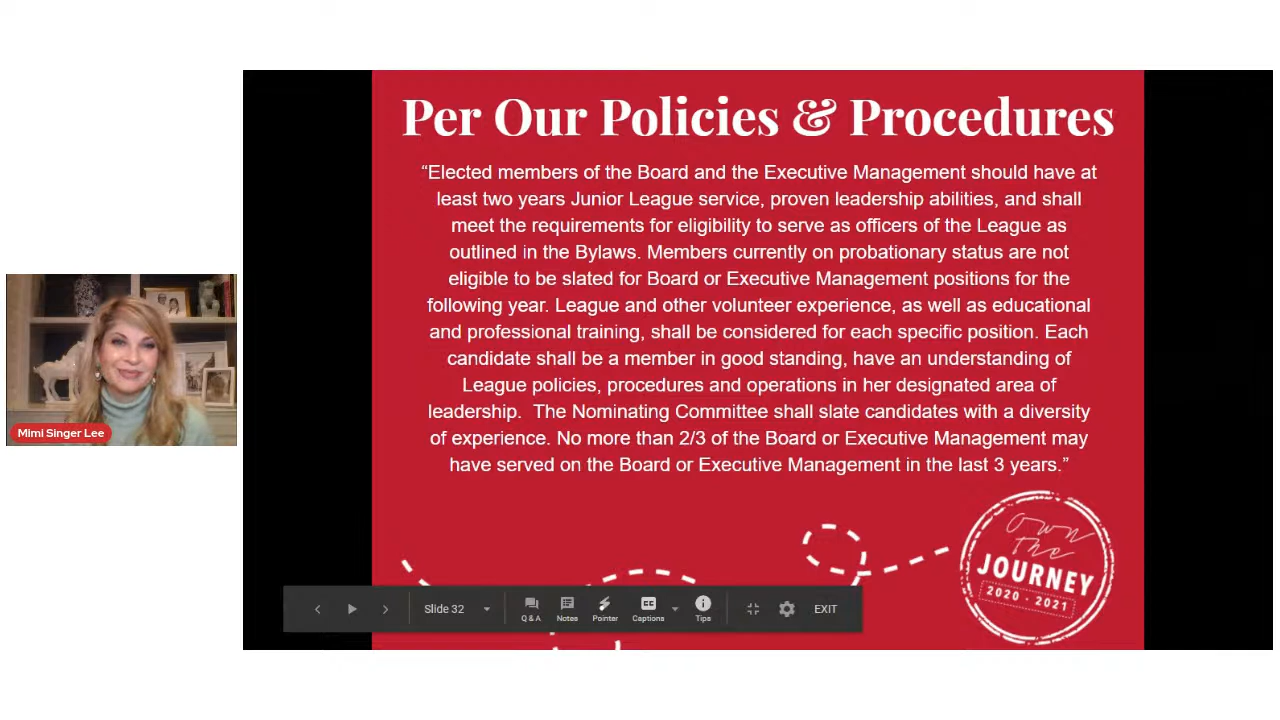 Per Our Policies & Procedures
“Elected members of the Board and the Executive Management should have at
least two years Junior League service, proven leadership abilities, and shall
meet the requirements for eligibility to serve as officers of the League as
outlined in the Bylaws. Members currently on probationary status are not
eligible to be slated for Board or Executive Management positions for the
following year. League and other volunteer experience, as well as educational
and professional training, shall be considered for each specific position. Each
candidate shall be a member in good standing, have an understanding of
League policies, procedures and operations in her designated area of
leadership.  The Nominating Committee shall slate candidates with a diversity
of experience. No more than 2/3 of the Board or Executive Management may
have served on the Board or Executive Management in the last 3 years.”
Mimi Singer Lee
own
the
JOURNEY
2020 - 2021
Slide 32
Q & A
Notes
Pointer
CC
Captions
Tips
EXIT